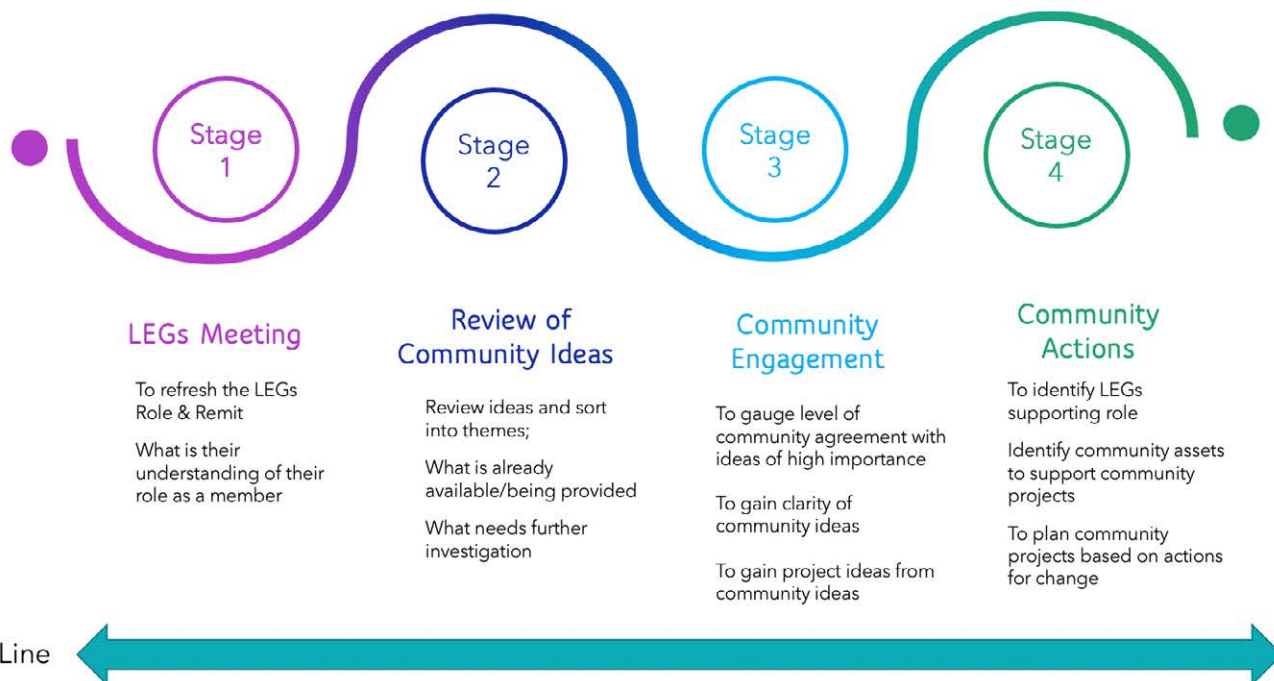 Stage
1
Stage
2
Stage
3
Stage
4
LEGs Meeting
To refresh the LEGs
Role & Remit
What is their
understanding of their
role as a member
Review of
Community Ideas
Review ideas and sort
into themes;
What is already
available/being provided
What needs further
investigation
Community
Engagement
To gauge level of
community agreement with
ideas of high importance
To gain clarity of
community ideas
To gain project ideas from
community ideas
Community
Actions
To identify LEGs
supporting role
Identify community assets
to support community
projects
To plan community
projects based on actions
for change
Line